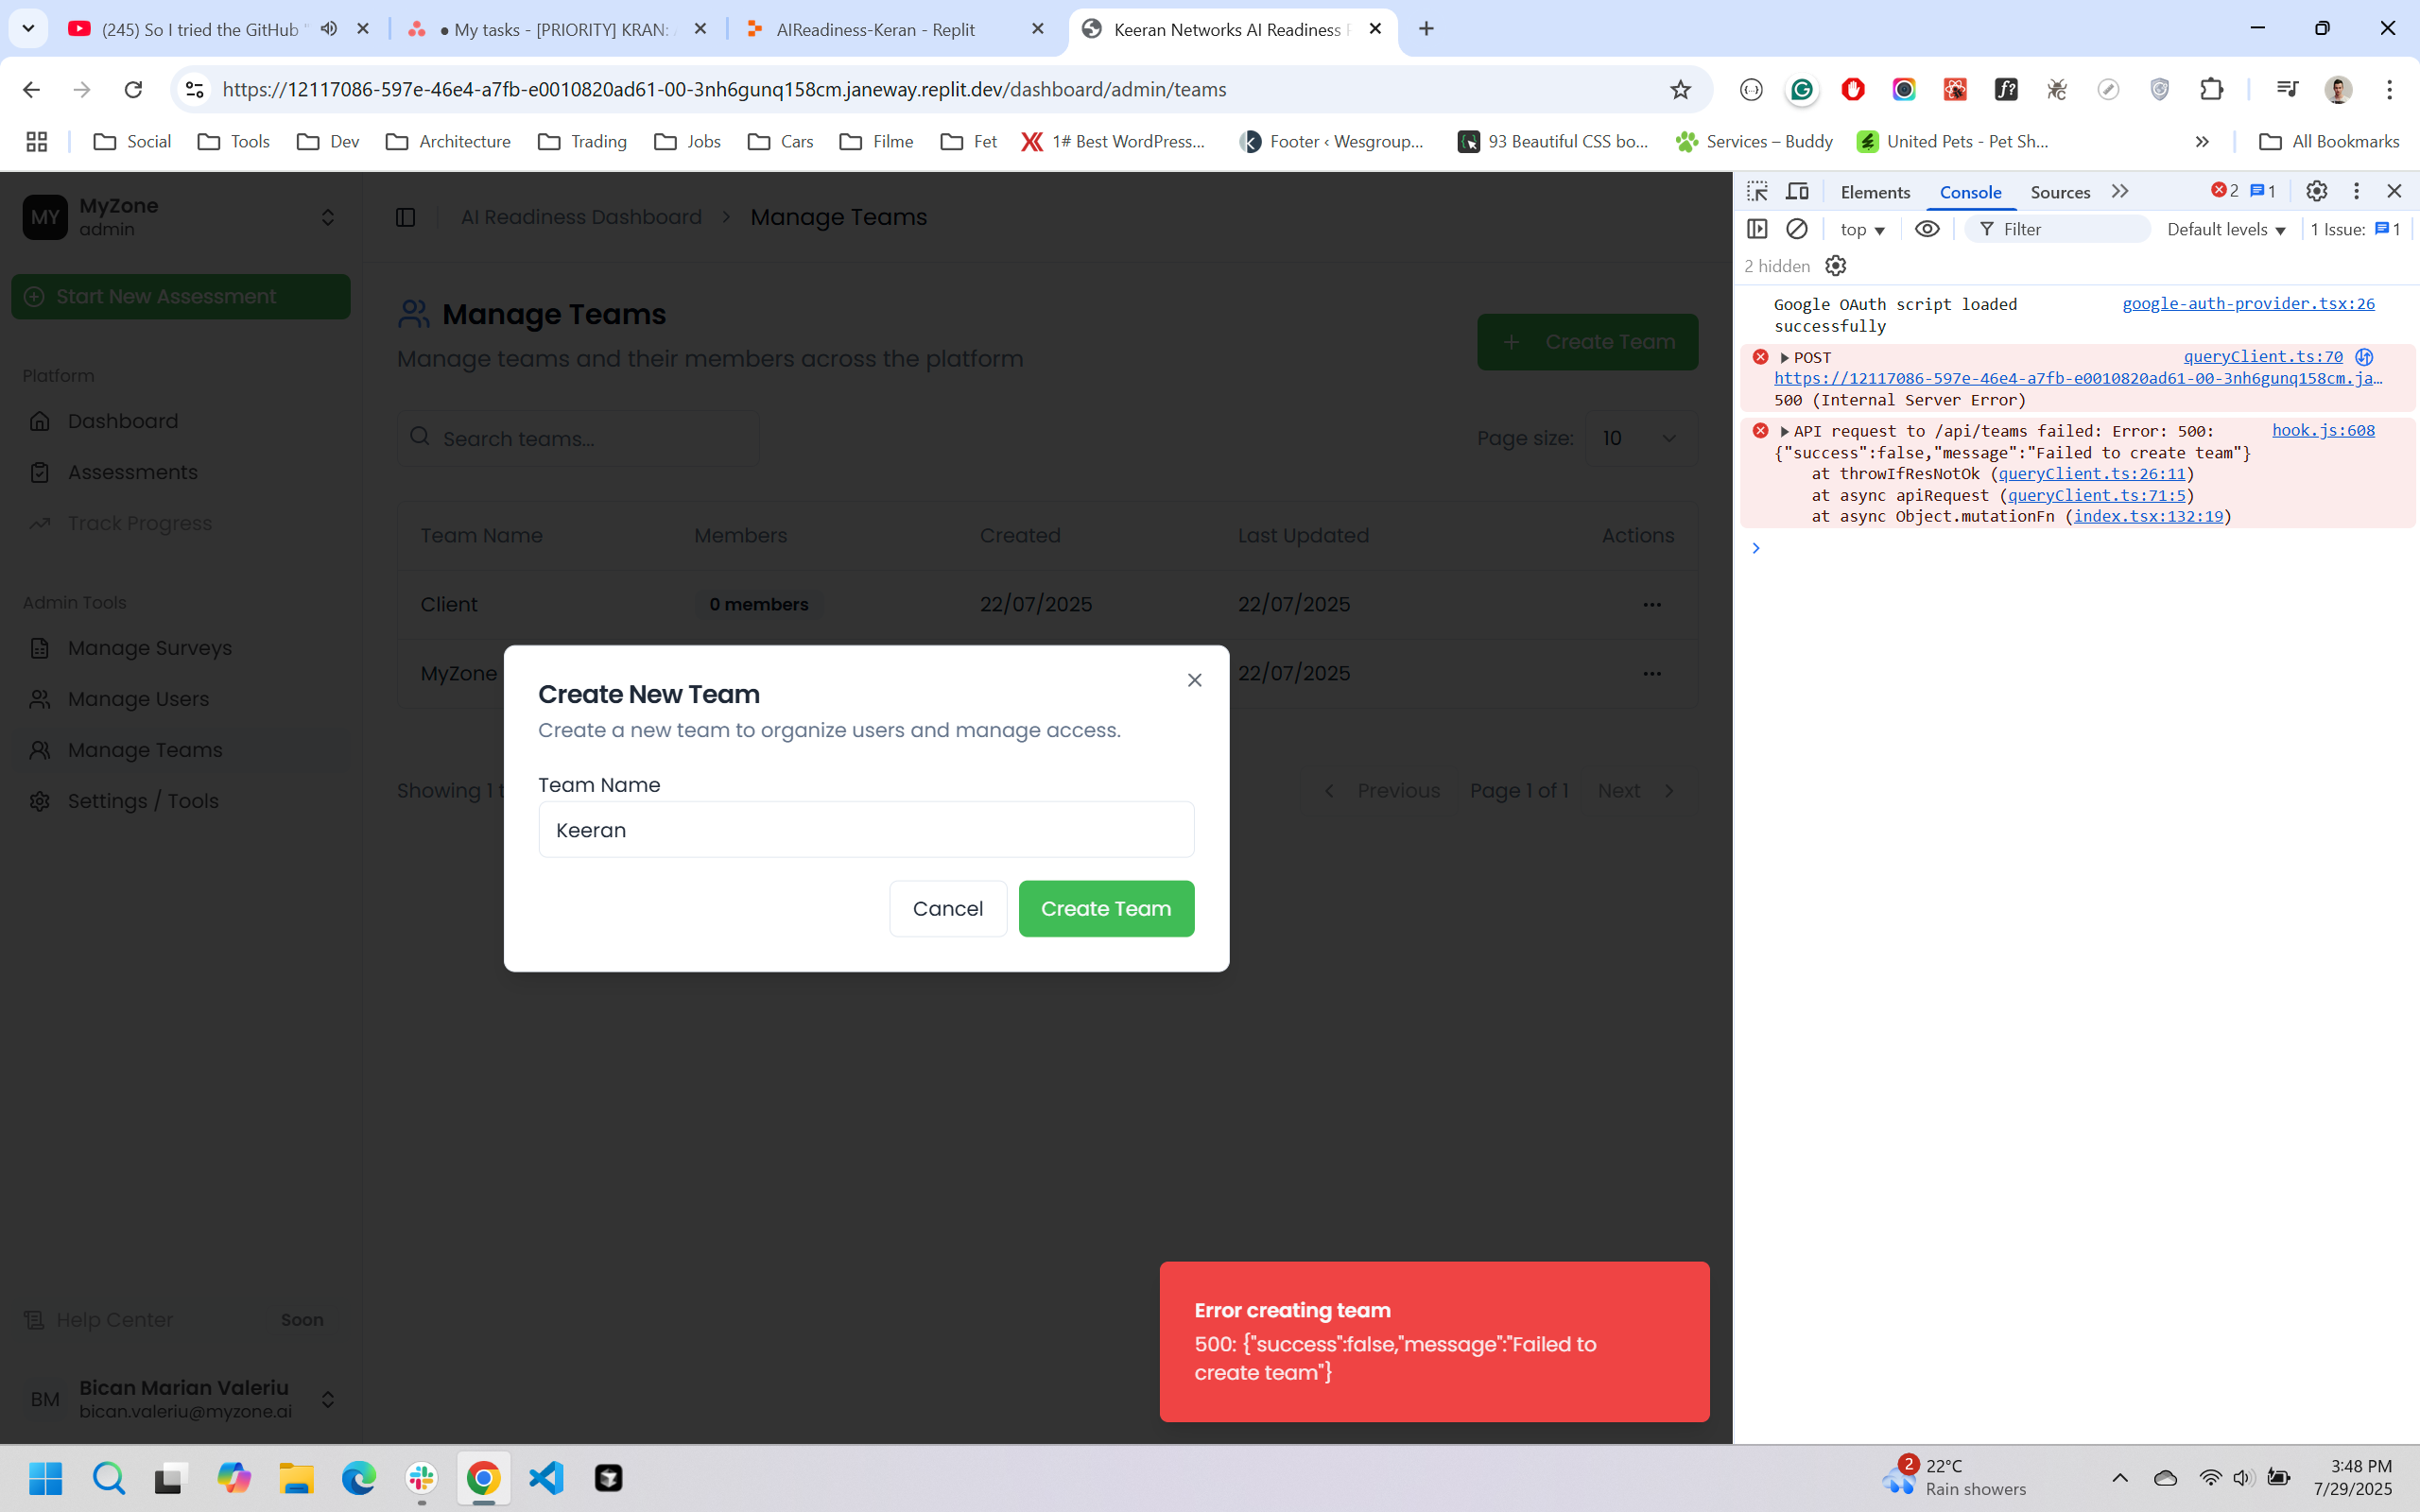 (245) So I tried the GitHub "
● My tasks - [PRIORITY] KRAN:
AIReadiness-Keran - Replit
Keeran Networks AI Readiness
https://12117086-597e-46e4-a7fb-e0010820ad61-00-3nh6gunq158cm.janeway.replit.dev/dashboard/admin/teams
Social
Tools
Dev
Architecture
Trading
Jobs
Cars
Filme
Fet
1# Best WordPress...
Footer ‹ Wesgroup...
93 Beautiful CSS bo...
Services – Buddy
United Pets - Pet Sh...
All Bookmarks
MY
MyZone
admin
Start New Assessment
Platform
Dashboard
Assessments
Track Progress
Admin Tools
Manage Surveys
Manage Users
Manage Teams
Settings / Tools
Help Center
Soon
BM
Bican Marian Valeriu
bican.valeriu@myzone.ai
AI Readiness Dashboard > Manage Teams
Manage Teams
Manage teams and their members across the platform
+ Create Team
Search teams...
Page size: 10
Team Name Members Created Last Updated Actions
Client 0 members 22/07/2025 22/07/2025 ...
MyZone 22/07/2025 ...
Showing 1 t
Previous Page 1 of 1 Next
Create New Team
Create a new team to organize users and manage access.
Team Name
Keeran
Cancel
Create Team
Error creating team
500: {"success":false,"message":"Failed to
create team"}
Elements
Console
Sources
2
1
top
Filter
Default levels
1 Issue: 1
2 hidden
Google OAuth script loaded google-auth-provider.tsx:26
successfully
POST queryClient.ts:70
https://12117086-597e-46e4-a7fb-e0010820ad61-00-3nh6gunq158cm.ja…
500 (Internal Server Error)
API request to /api/teams failed: Error: 500: hook.js:608
{"success":false,"message":"Failed to create team"}
at throwIfResNotOk (queryClient.ts:26:11)
at async apiRequest (queryClient.ts:71:5)
at async Object.mutationFn (index.tsx:132:19)
2
22°C
Rain showers
3:48 PM
7/29/2025